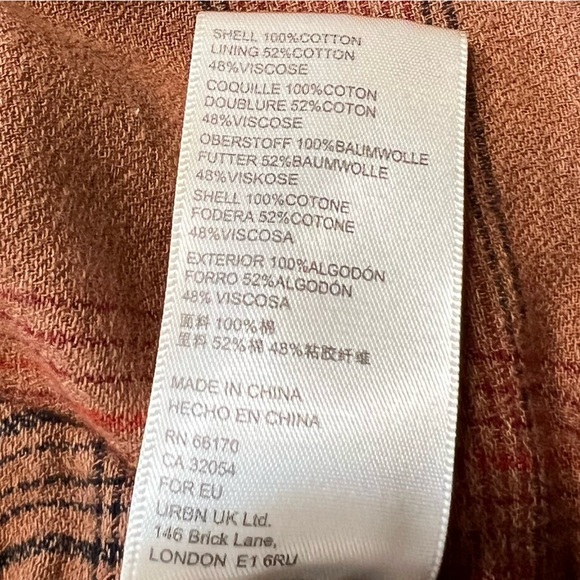 SHELL 100%COTTON
LINING 52%COTTON
48%VISCOSE
COQUILLE 100%COTON
DOUBLURE 52%COTON
48%VISCOSE
OBERSTOFF 100%BAUMWOLLE
FUTTER 52%BAUMWOLLE
48%VISKOSE
SHELL 100%COTONE
FODERA 52%COTONE
48%VISCOSA
EXTERIOR 100%ALGODÓN
FORRO 52%ALGODÓN
48% VISCOSA
面料 100%棉
里料 52%棉 48%粘胶纤维
MADE IN CHINA
HECHO EN CHINA
RN 66170
CA 32054
FOR EU
URBN UK Ltd.
146 Brick Lane,
LONDON E1 6RU